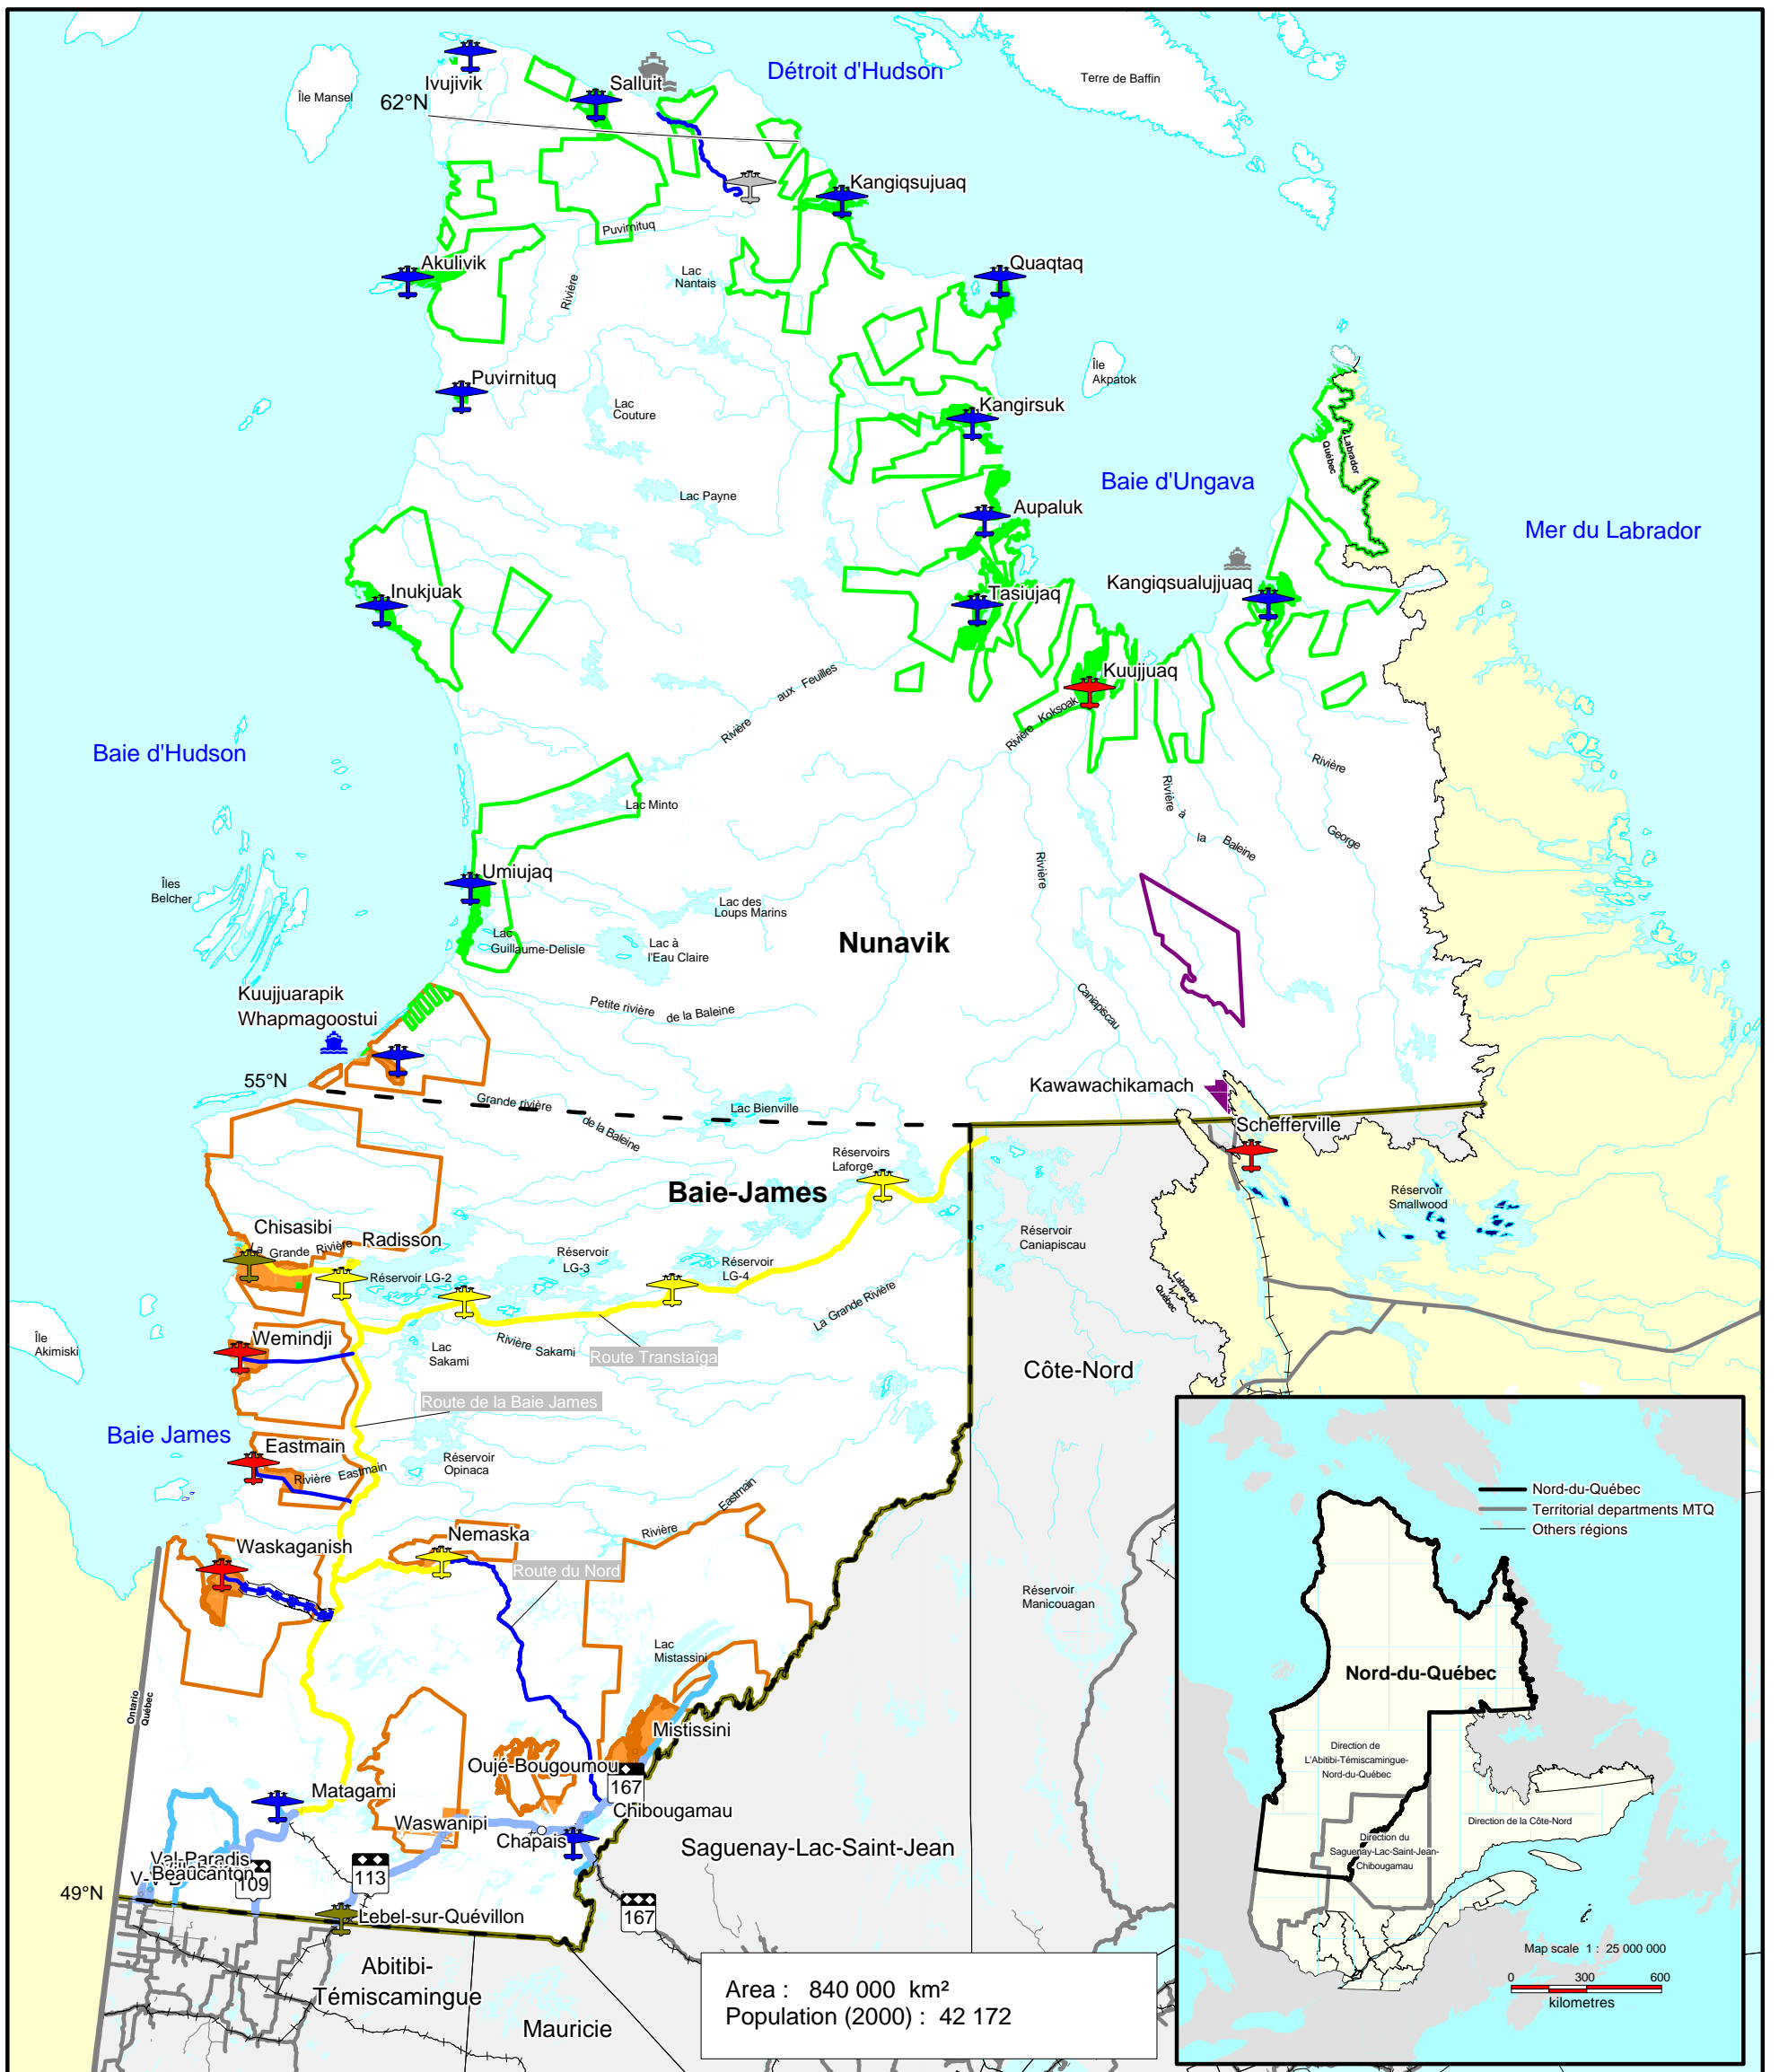 Ivujivik
Salluit
Détroit d'Hudson
Terre de Baffin
Île Mansel
62°N
Kangiqsujuaq
Puvirnituq
Rivière
Akulivik
Lac
Nantais
Quaqtaq
Île
Akpatok
Puvirnituq
Lac
Couture
Kangirsuk
Labrador
Québec
Baie d'Ungava
Lac Payne
Aupaluk
Mer du Labrador
Kangiqsualujjuaq
Inukjuak
Tasiujaq
Kuujjuaq
Rivière aux Feuilles
Rivière Koksoak
Baie d'Hudson
Rivière
George
Rivière à la Baleine
Lac Minto
Rivière
Caniapiscau
Umiujaq
Îles
Belcher
Lac des
Loups Marins
Lac
Guillaume-Delisle
Lac à
l'Eau Claire
Nunavik
Kuujjuarapik
Whapmagoostui
Petite rivière de la Baleine
55°N
Kawawachikamach
Grande rivière de la Baleine
Lac Bienville
Schefferville
Réservoirs
Laforge
Baie-James
Réservoir
Smallwood
Chisasibi
La Grande Rivière
Radisson
Réservoir
Caniapiscau
Réservoir LG-2
Réservoir
LG-3
Réservoir
LG-4
Labrador
Québec
La Grande Rivière
Île
Akimiski
Wemindji
Lac
Sakami
Rivière Sakami
Route Transtaïga
Côte-Nord
Route de la Baie James
Baie James
Eastmain
Rivière Eastmain
Réservoir
Opinaca
Rivière Eastmain
Waskaganish
Nemaska
Route du Nord
Réservoir
Manicouagan
Lac
Mistassini
Ontario
Québec
Mistissini
Oujé-Bougoumou
167
Matagami
Chibougamau
Waswanipi
Chapais
Saguenay-Lac-Saint-Jean
Val-Paradis
Beaucanton
109
113
49°N
Lebel-sur-Quévillon
167
Abitibi-
Témiscamingue
Mauricie
Area : 840 000 km²
Population (2000) : 42 172
Nord-du-Québec
Territorial departments MTQ
Others régions
Nord-du-Québec
Direction de
L'Abitibi-Témiscamingue-
Nord-du-Québec
Direction de la Côte-Nord
Direction du
Saguenay-Lac-Saint-Jean-
Chibougamau
Map scale 1 : 25 000 000
0 300 600
kilometres